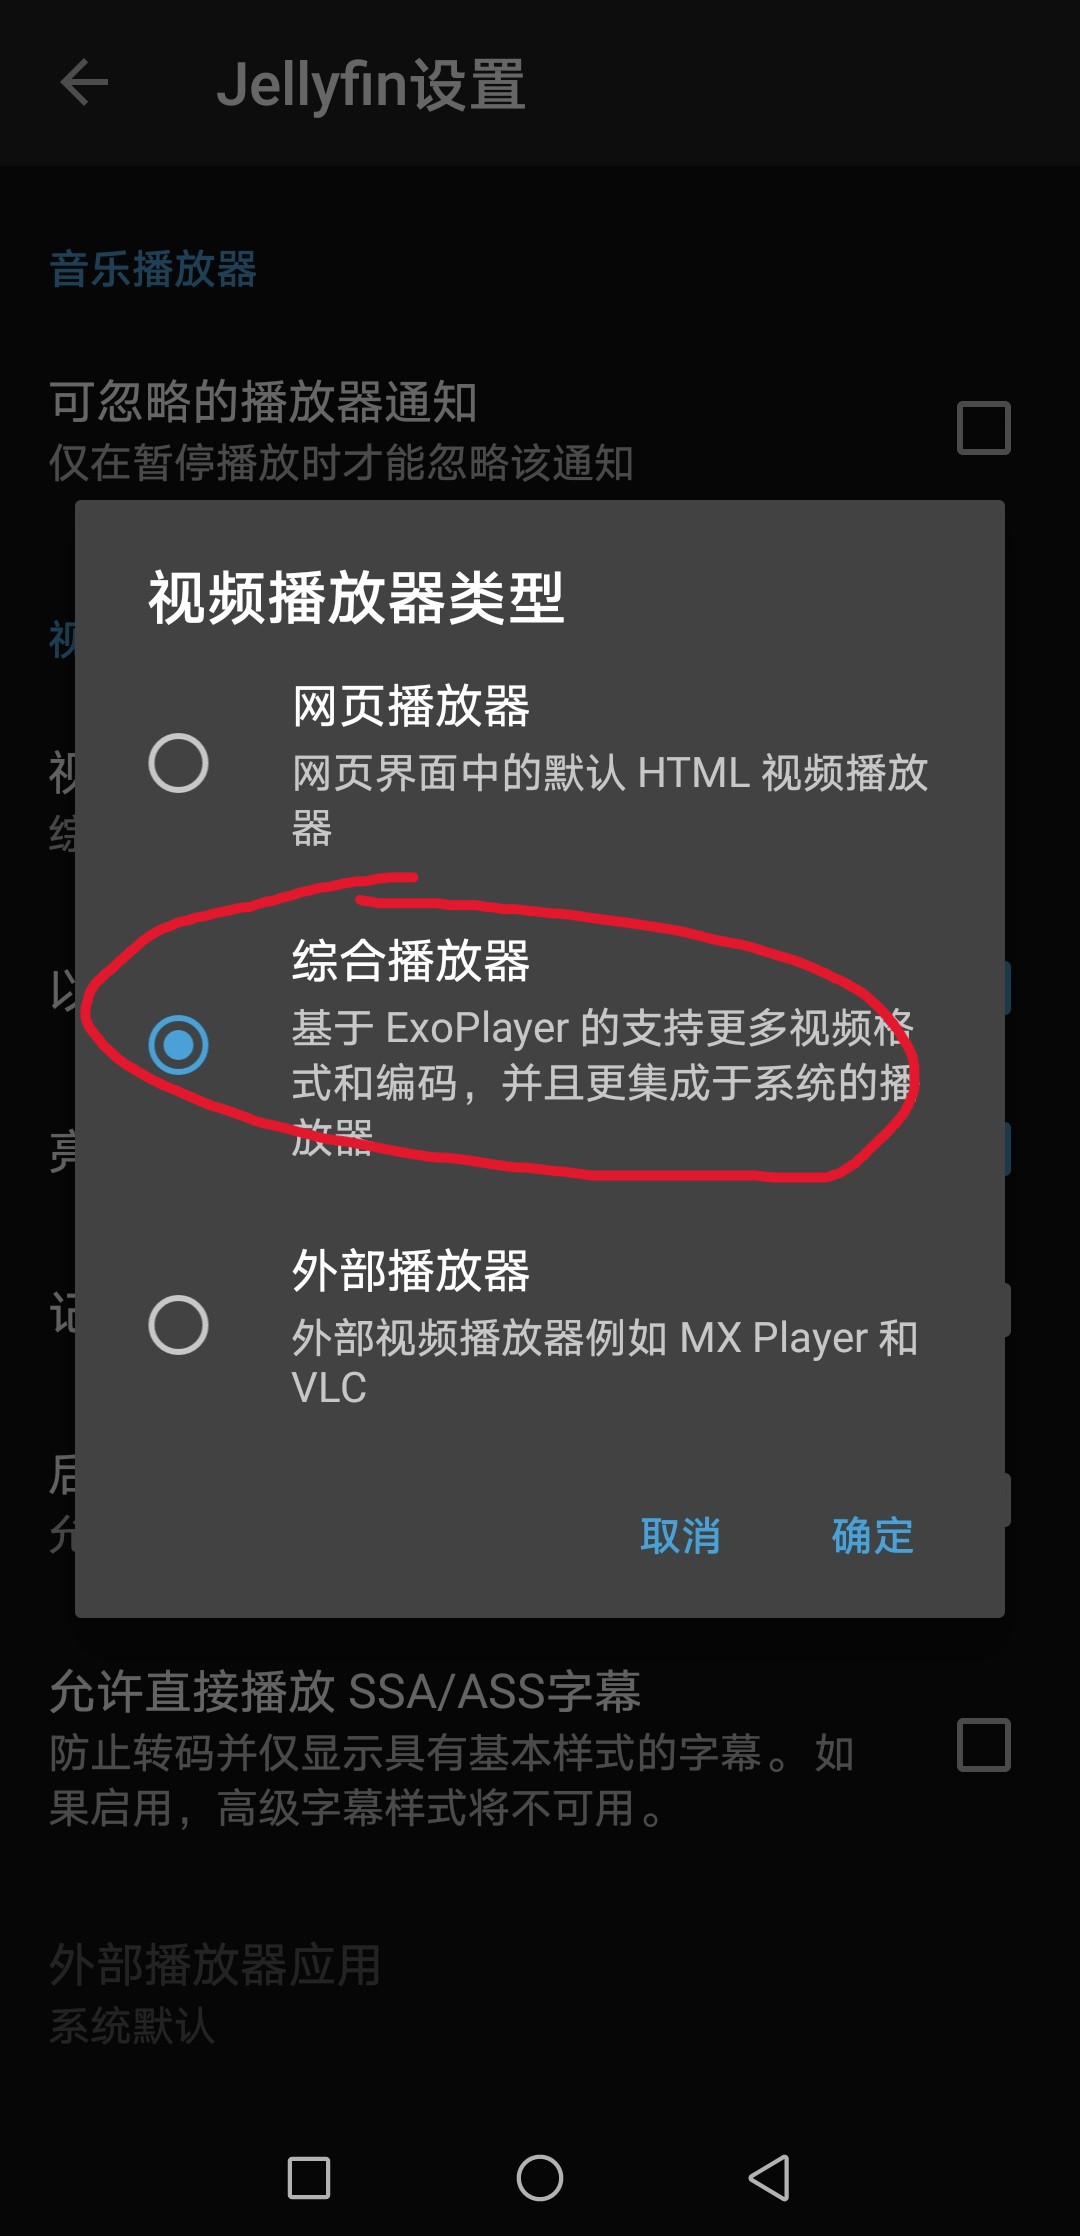 Jellyfin设置
音乐播放器
可忽略的播放器通知
仅在暂停播放时才能忽略该通知
视频播放器类型
网页播放器
网页界面中的默认 HTML 视频播放
器
综合播放器
基于 ExoPlayer 的支持更多视频格
式和编码，并且更集成于系统的播
放器
外部播放器
外部视频播放器例如 MX Player 和
VLC
取消
确定
允许直接播放 SSA/ASS字幕
防止转码并仅显示具有基本样式的字幕。如
果启用，高级字幕样式将不可用。
外部播放器应用
系统默认